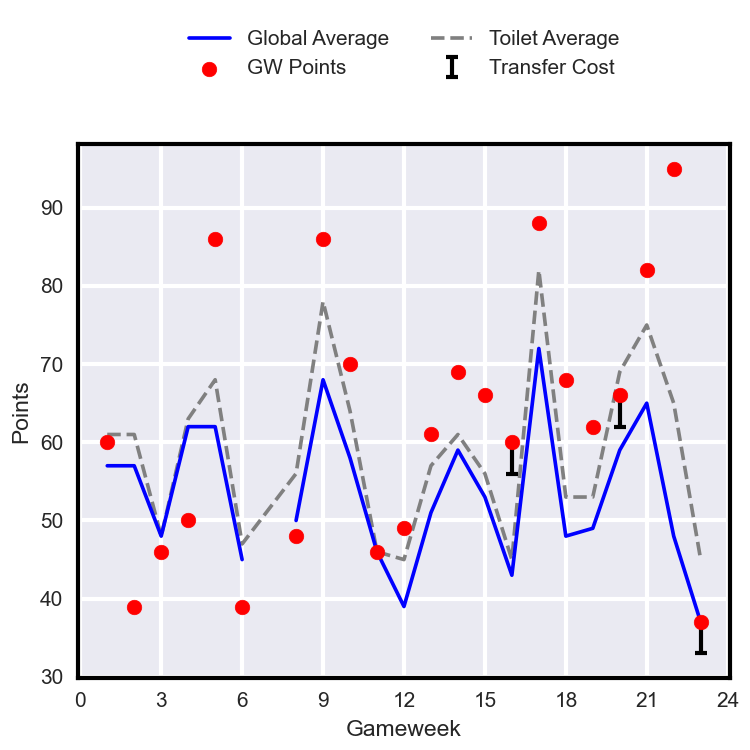 Global Average
Toilet Average
GW Points
Transfer Cost
90
80
70
60
50
40
30
Points
0 3 6 9 12 15 18 21 24
Gameweek